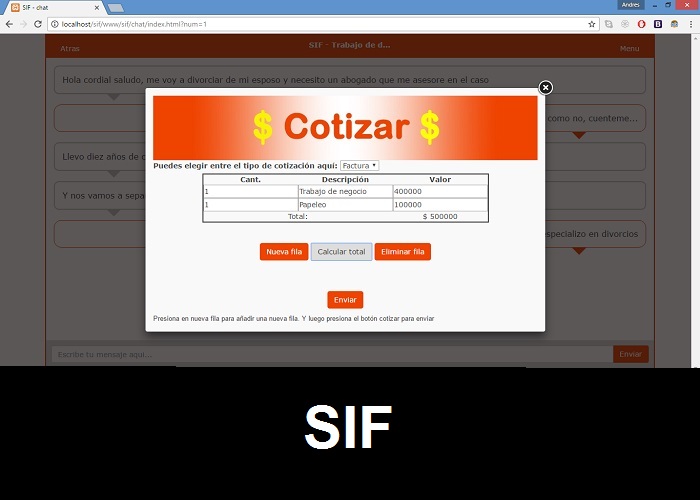 SIF - chat
Andres
localhost/sif/www/sif/chat/index.html?num=1
Atras
SIF - Trabajo de d...
Menu
Hola cordial saludo, me voy a divorciar de mi esposo y necesito un abogado que me asesore en el caso
como no, cuenteme...
Llevo diez años de
Y nos vamos a sepa
especializo en divorcios
$ Cotizar $
Puedes elegir entre el tipo de cotización aquí: Factura
Cant. Descripción Valor
1 Trabajo de negocio 400000
1 Papeleo 100000
Total: $ 500000
Nueva fila Calcular total Eliminar fila
Enviar
Presiona en nueva fila para añadir una nueva fila. Y luego presiona el botón cotizar para enviar
Escribe tu mensaje aquí...
Enviar
SIF